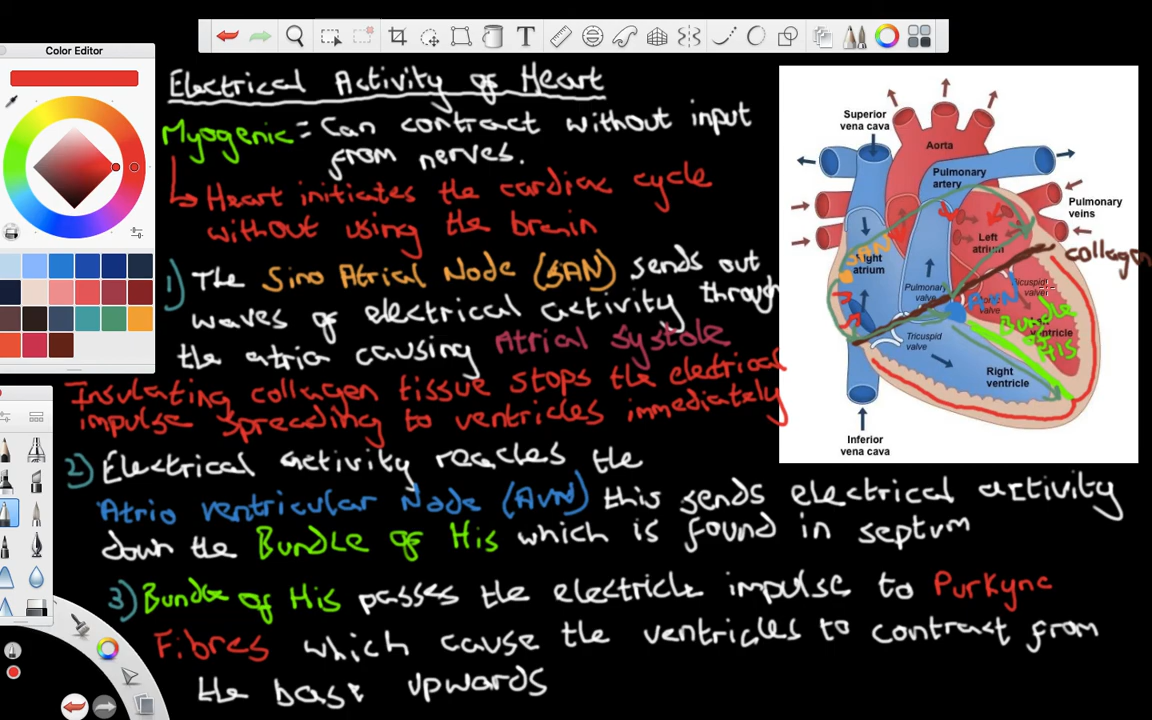 Color Editor
T
Electrical Activity of Heart
Myogenic = Can contract without input
from nerves.
Heart initiates the cardiac cycle
without using the brain
1) The Sino Atrial Node (SAN) sends out
waves of electrical activity through
the atria causing Atrial Systole
Insulating collagen tissue stops the electrical
impulse spreading to ventricles immediately
2) Electrical activity reaches the
Atrio ventricular Node (AVN) this sends electrical activity
down the Bundle of His which is found in septum
3) Bundle of His passes the electricle impulse to Purkyne
Fibres which cause the ventricles to contract from
the base upwards
Superior
vena cava
Aorta
Pulmonary
artery
Pulmonary
veins
Left
atrium
SAN
Right
atrium
collagen
Pulmonary
valve
AVN
valve
Tricuspid
valve
Tricuspid
valve
Bundle
of
His
ventricle
Right
ventricle
Inferior
vena cava